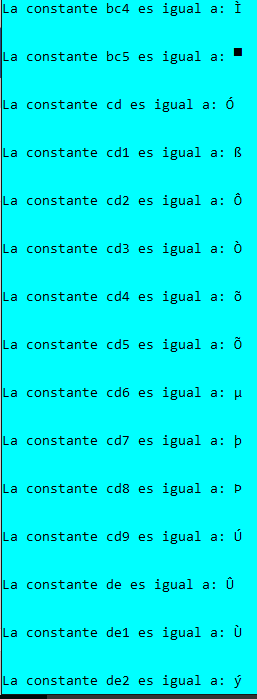 La constante bc4 es igual a: Ì
La constante bc5 es igual a: ▀
La constante cd es igual a: Ó
La constante cd1 es igual a: ß
La constante cd2 es igual a: Ô
La constante cd3 es igual a: Ò
La constante cd4 es igual a: õ
La constante cd5 es igual a: Õ
La constante cd6 es igual a: µ
La constante cd7 es igual a: þ
La constante cd8 es igual a: Þ
La constante cd9 es igual a: Ú
La constante de es igual a: Û
La constante de1 es igual a: Ù
La constante de2 es igual a: ý